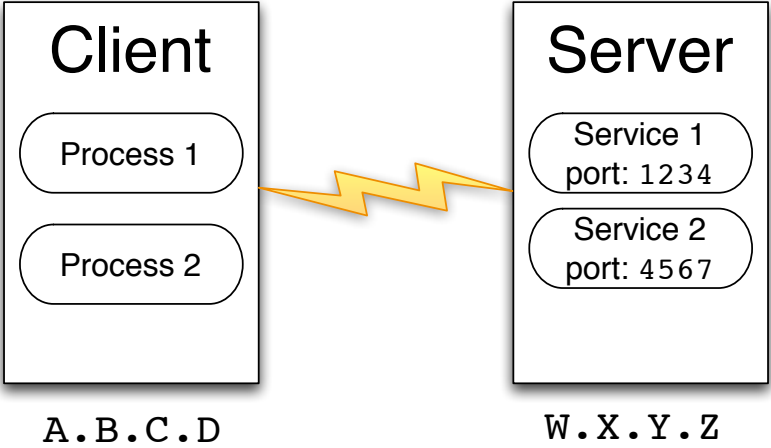 Client
Process 1
Process 2
A.B.C.D
Server
Service 1
port: 1234
Service 2
port: 4567
W.X.Y.Z